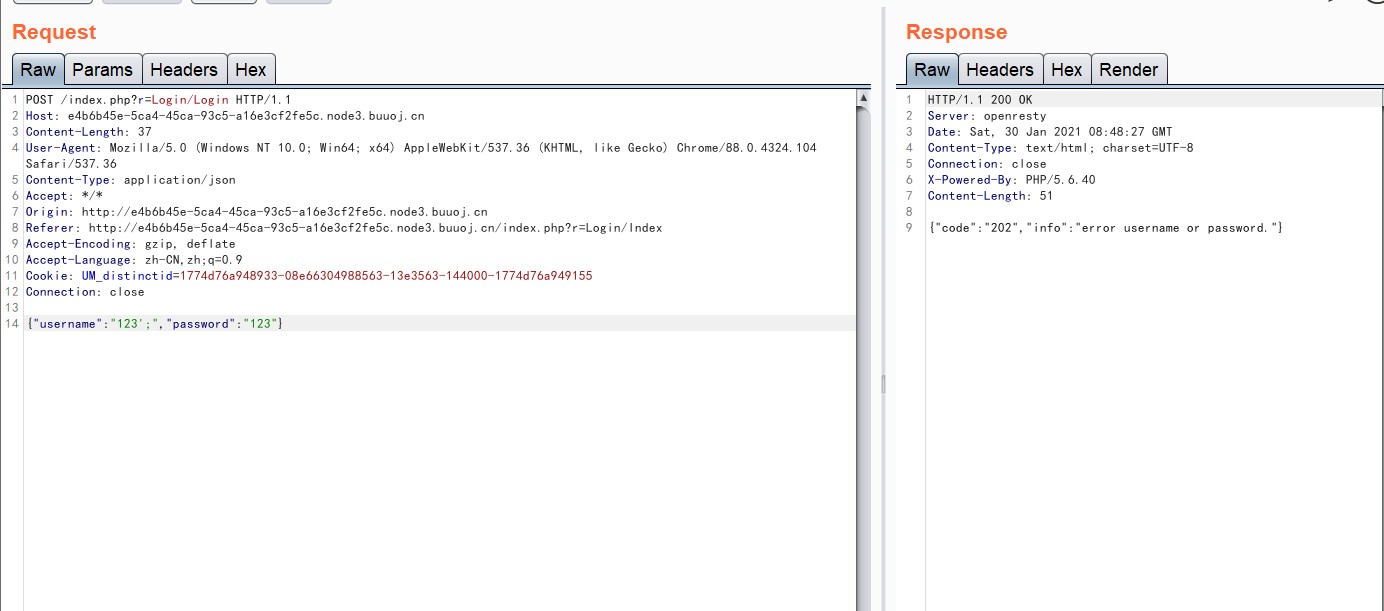 Request
Raw Params Headers Hex
1 POST /index.php?r=Login/Login HTTP/1.1
2 Host: e4b6b45e-5ca4-45ca-93c5-a16e3cf2fe5c.node3.buuoj.cn
3 Content-Length: 37
4 User-Agent: Mozilla/5.0 (Windows NT 10.0; Win64; x64) AppleWebKit/537.36 (KHTML, like Gecko) Chrome/88.0.4324.104
Safari/537.36
5 Content-Type: application/json
6 Accept: */*
7 Origin: http://e4b6b45e-5ca4-45ca-93c5-a16e3cf2fe5c.node3.buuoj.cn
8 Referer: http://e4b6b45e-5ca4-45ca-93c5-a16e3cf2fe5c.node3.buuoj.cn/index.php?r=Login/Index
9 Accept-Encoding: gzip, deflate
10 Accept-Language: zh-CN,zh;q=0.9
11 Cookie: UM_distinctid=1774d76a948933-08e66304988563-13e3563-144000-1774d76a949155
12 Connection: close
13
14 {"username":"123';","password":"123"}
Response
Raw Headers Hex Render
1 HTTP/1.1 200 OK
2 Server: openresty
3 Date: Sat, 30 Jan 2021 08:48:27 GMT
4 Content-Type: text/html; charset=UTF-8
5 Connection: close
6 X-Powered-By: PHP/5.6.40
7 Content-Length: 51
8
9 {"code":"202","info":"error username or password."}